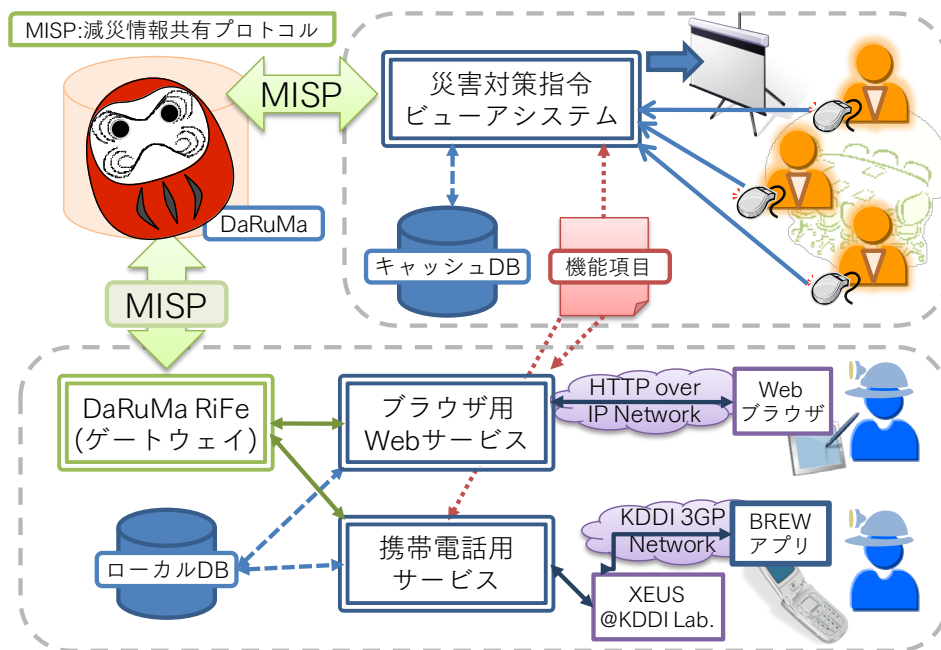 MISP:減災情報共有プロトコル
MISP
災害対策指令
ビューアシステム
DaRuMa
キャッシュDB
機能項目
MISP
DaRuMa RiFe
(ゲートウェイ)
ブラウザ用
Webサービス
HTTP over
IP Network
Web
ブラウザ
ローカルDB
携帯電話用
サービス
KDDI 3GP
Network
BREW
アプリ
XEUS
@KDDI Lab.